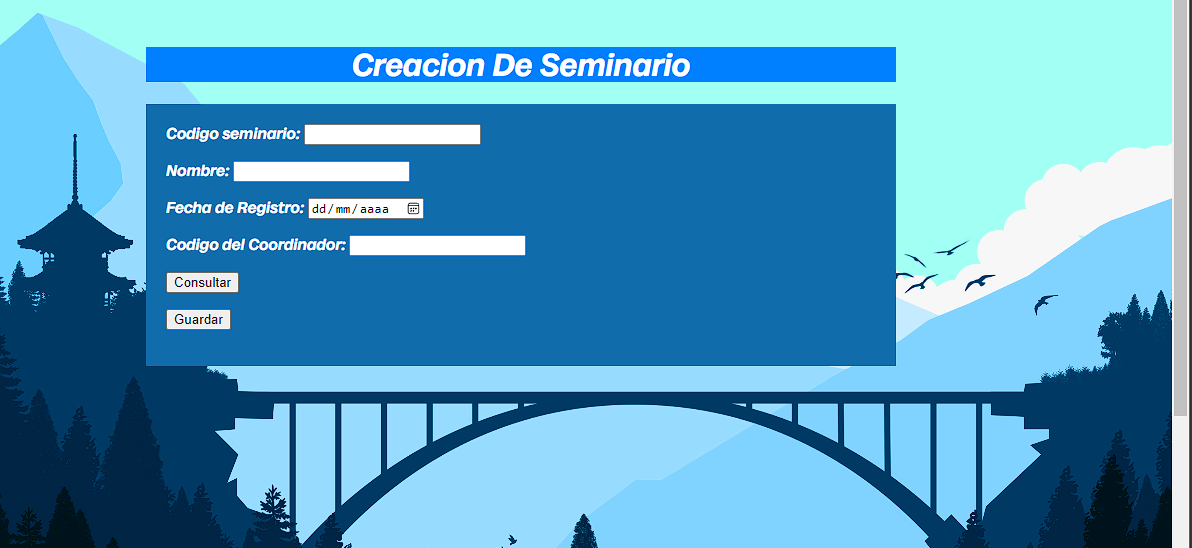 Creacion De Seminario
Codigo seminario:
Nombre:
Fecha de Registro: dd/mm/aaaa
Codigo del Coordinador:
Consultar
Guardar